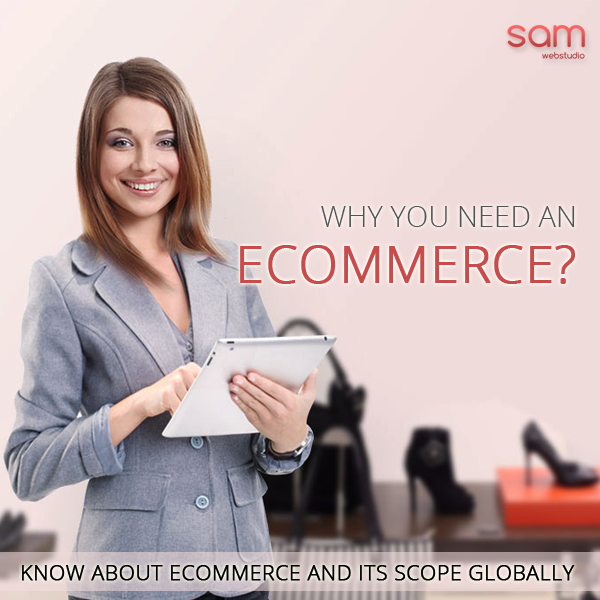 sam
webstudio
WHY YOU NEED AN
ECOMMERCE?
KNOW ABOUT ECOMMERCE AND ITS SCOPE GLOBALLY